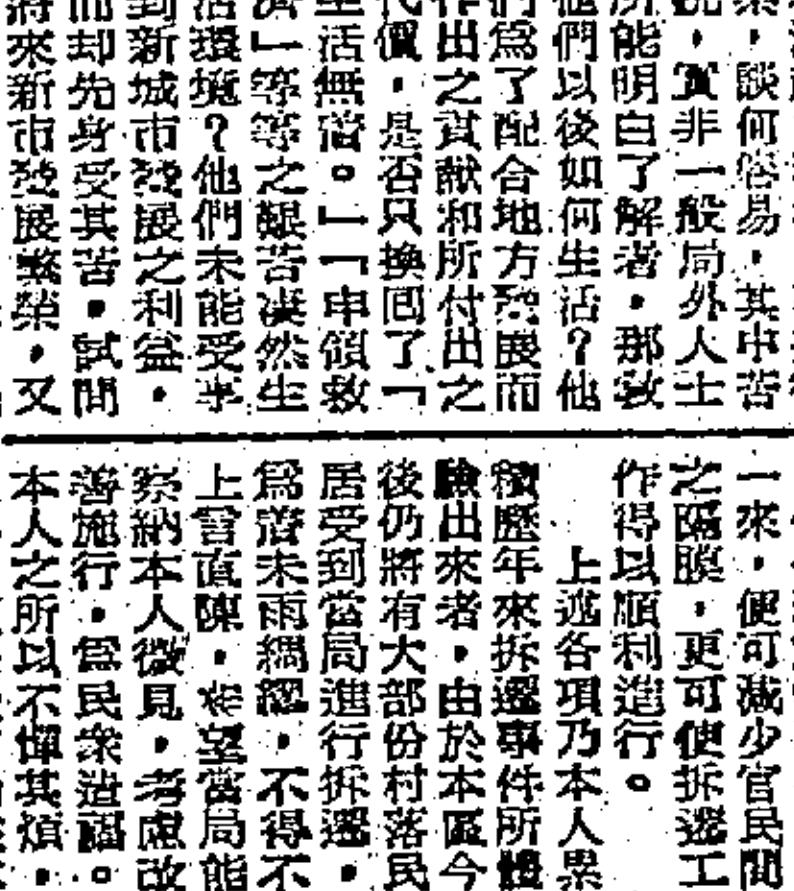 ，談何容易，其中苦
況，實非一般局外人士
所能明白了解者，那敎
他們以後如何生活？他
們爲了配合地方發展而
作出之貢獻和所付出之
代價，是否只換囘了「
生活無着。」「申領救
濟」等等之艱苦凄然生
活環境？他們未能受享
到新城市發展之利益，
而却先身受其苦，試問
將來新市發展繁榮，又
一來，便可減少官民間
之隔膜，更可使拆遷工
作得以順利進行。
上述各項乃本人累
積歷年來拆遷事件所體
驗出來者，由於本區今
後仍將有大部份村落民
居受到當局進行拆遷，
爲着未雨綢繆，不得不
上書直陳，望當局能
察納本人微見，考慮改
善施行，爲民衆造福。
本人之所以不憚其煩，